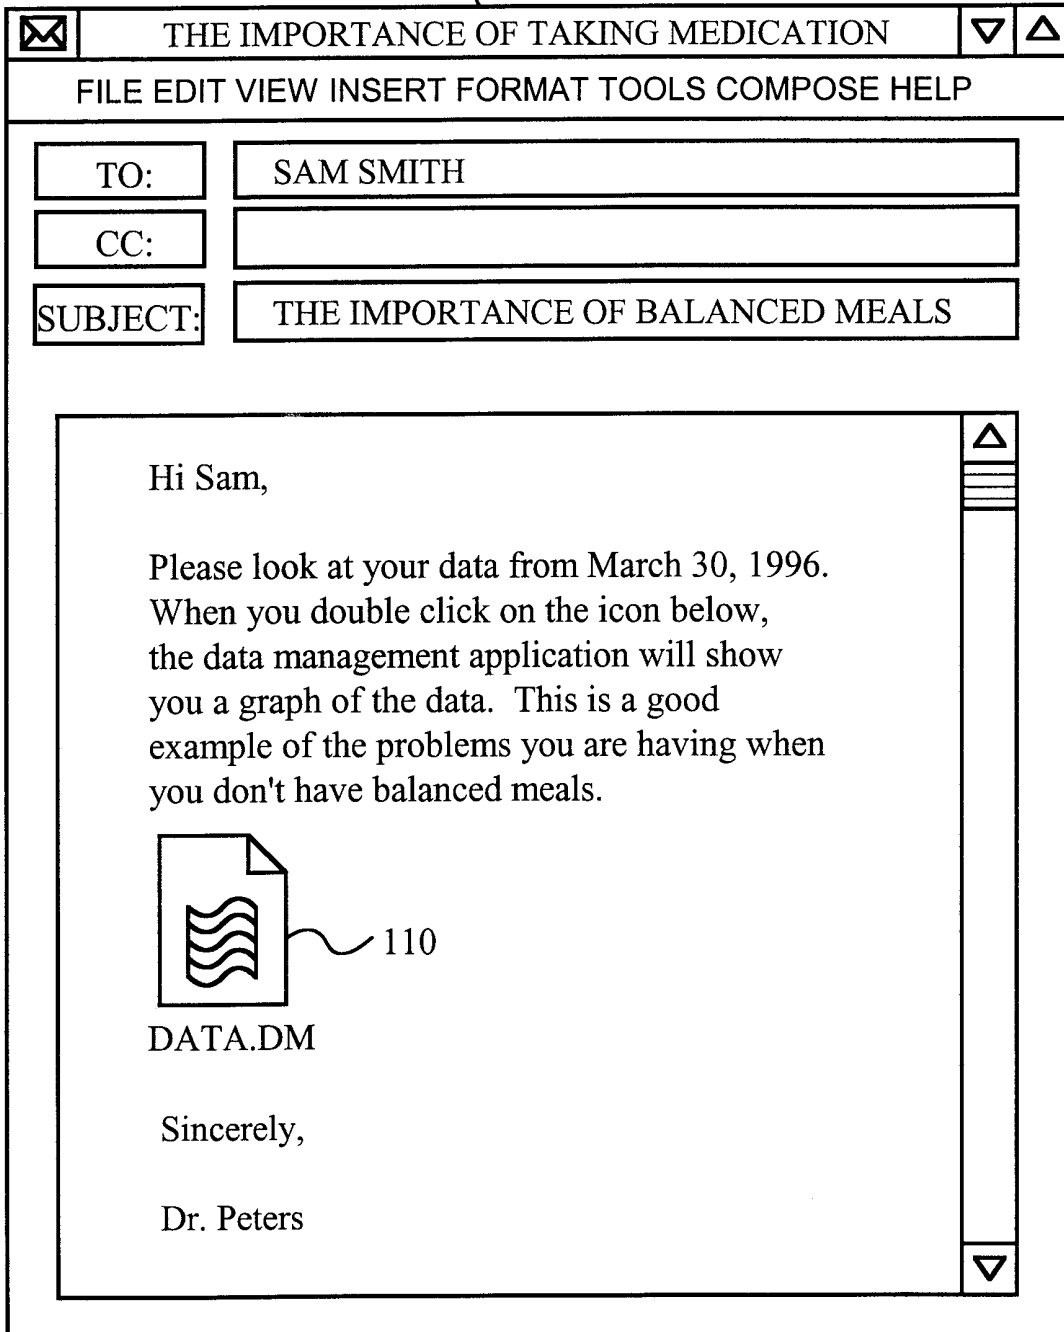 THE IMPORTANCE OF TAKING MEDICATION
FILE EDIT VIEW INSERT FORMAT TOOLS COMPOSE HELP
TO: SAM SMITH
CC:
SUBJECT: THE IMPORTANCE OF BALANCED MEALS
Hi Sam,
Please look at your data from March 30, 1996.
When you double click on the icon below,
the data management application will show
you a graph of the data. This is a good
example of the problems you are having when
you don't have balanced meals.
110
DATA.DM
Sincerely,
Dr. Peters